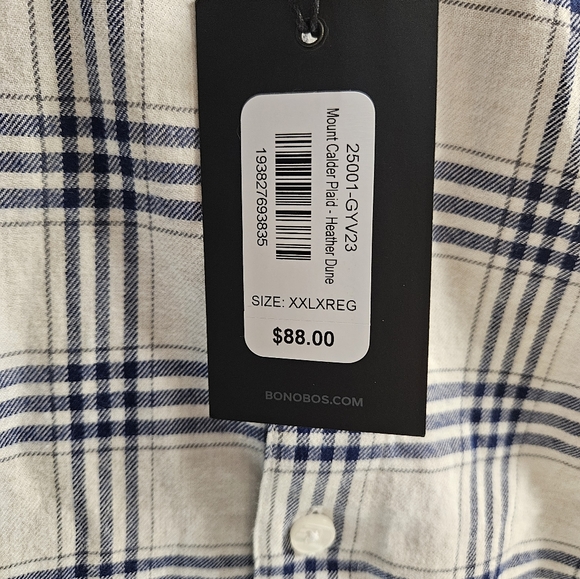 25001-GYV23
Mount Calder Plaid - Heather Dune
193827693835
SIZE: XXLXREG
$88.00
BONOBOS.COM